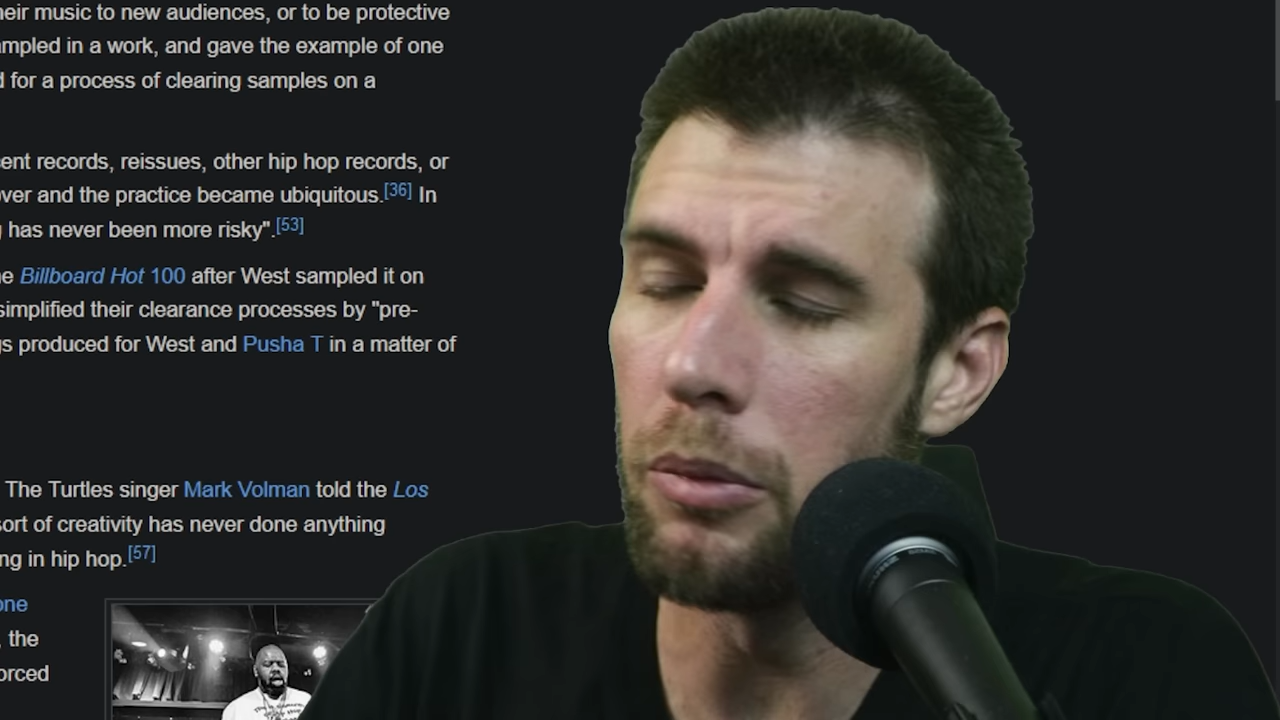 heir music to new audiences, or to be protective
mpled in a work, and gave the example of one
d for a process of clearing samples on a
ent records, reissues, other hip hop records, or
ver and the practice became ubiquitous.[36] In
g has never been more risky".[53]
e Billboard Hot 100 after West sampled it on
simplified their clearance processes by "pre-
gs produced for West and Pusha T in a matter of
The Turtles singer Mark Volman told the Los
sort of creativity has never done anything
ng in hip hop.[57]
one
, the
orced